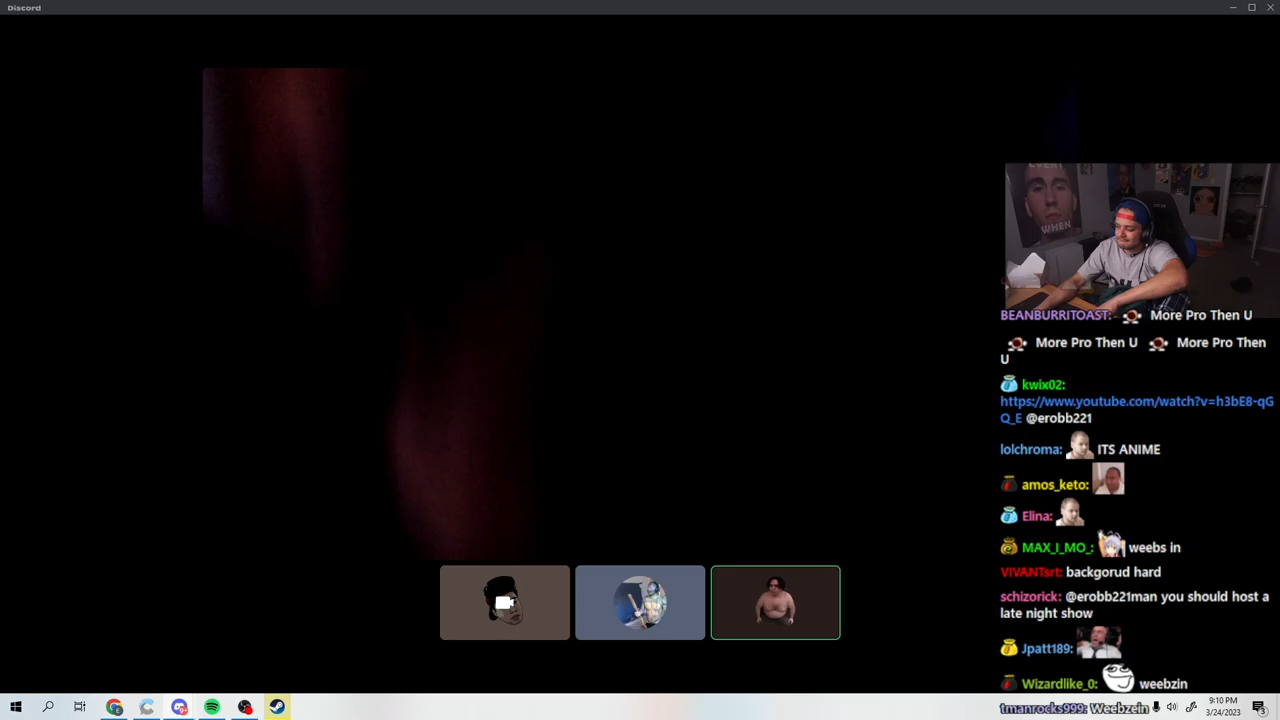 Discord
EVERY
WHEN
BEANBURRITOAST: More Pro Then U
More Pro Then U More Pro Then
U
kwix02:
https://www.youtube.com/watch?v=h3bE8-qG
Q_E @erobb221
lolchroma: ITS ANIME
amos_keto:
Elina:
MAX_I_MO_: weebs in
VIVANTsrt: backgorud hard
schizorick: @erobb221man you should host a
late night show
Jpatt189:
Wizardlike_0: weebzin
tmanrocks999: Weebzein
9:10 PM
3/24/2023